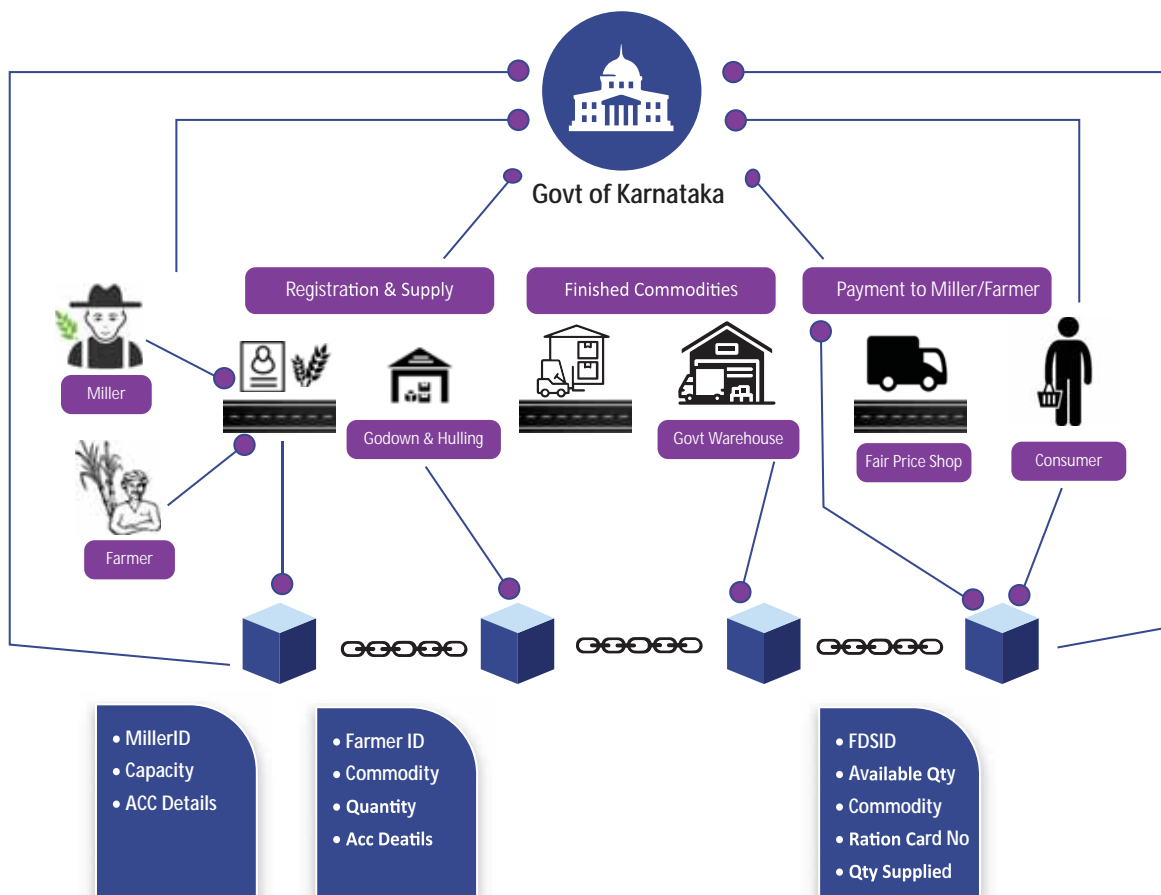 Govt of Karnataka
Registration & Supply
Finished Commodities
Payment to Miller/Farmer
Miller
Godown & Hulling
Govt Warehouse
Fair Price Shop
Consumer
Farmer
• MillerID
• Capacity
• ACC Details
• Farmer ID
• Commodity
• Quantity
• Acc Deatils
• FDSID
• Available Qty
• Commodity
• Ration Card No
• Qty Supplied